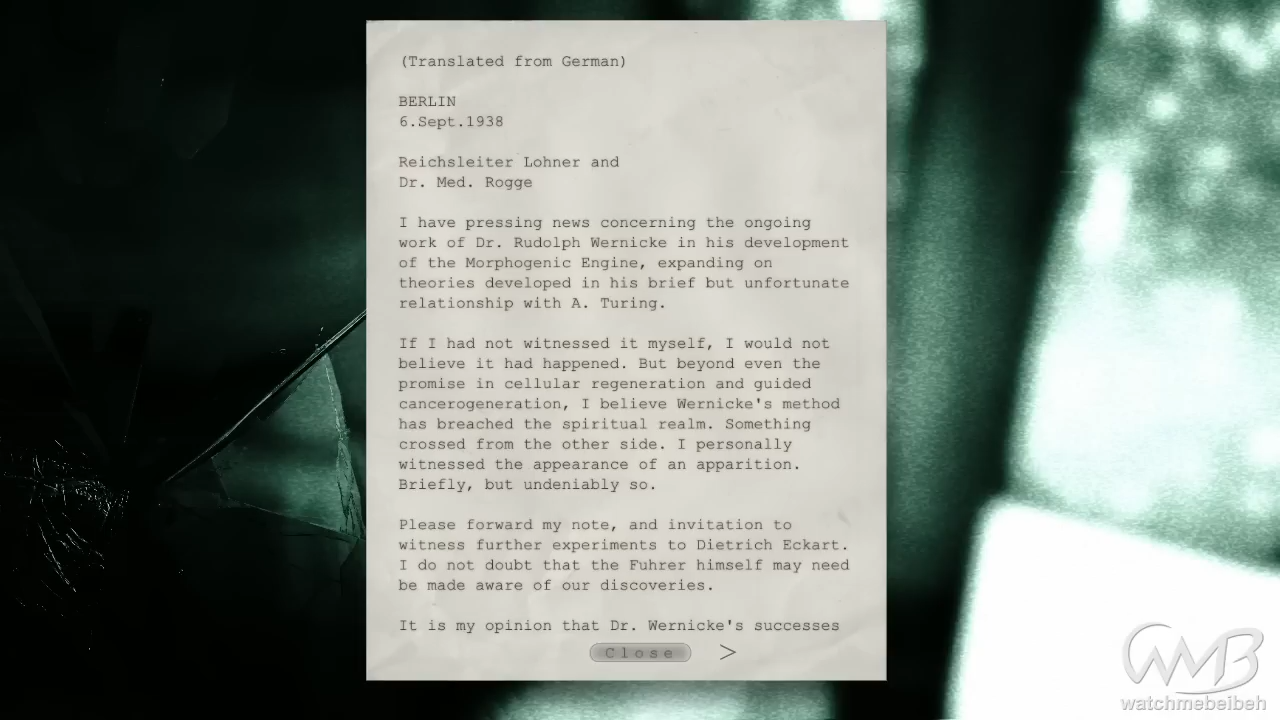 (Translated from German)
BERLIN
6.Sept.1938
Reichsleiter Lohner and
Dr. Med. Rogge
I have pressing news concerning the ongoing
work of Dr. Rudolph Wernicke in his development
of the Morphogenic Engine, expanding on
theories developed in his brief but unfortunate
relationship with A. Turing.
If I had not witnessed it myself, I would not
believe it had happened. But beyond even the
promise in cellular regeneration and guided
cancerogeneration, I believe Wernicke's method
has breached the spiritual realm. Something
crossed from the other side. I personally
witnessed the appearance of an apparition.
Briefly, but undeniably so.
Please forward my note, and invitation to
witness further experiments to Dietrich Eckart.
I do not doubt that the Fuhrer himself may need
be made aware of our discoveries.
It is my opinion that Dr. Wernicke's successes
Close >
WMB
watchmebeibeh